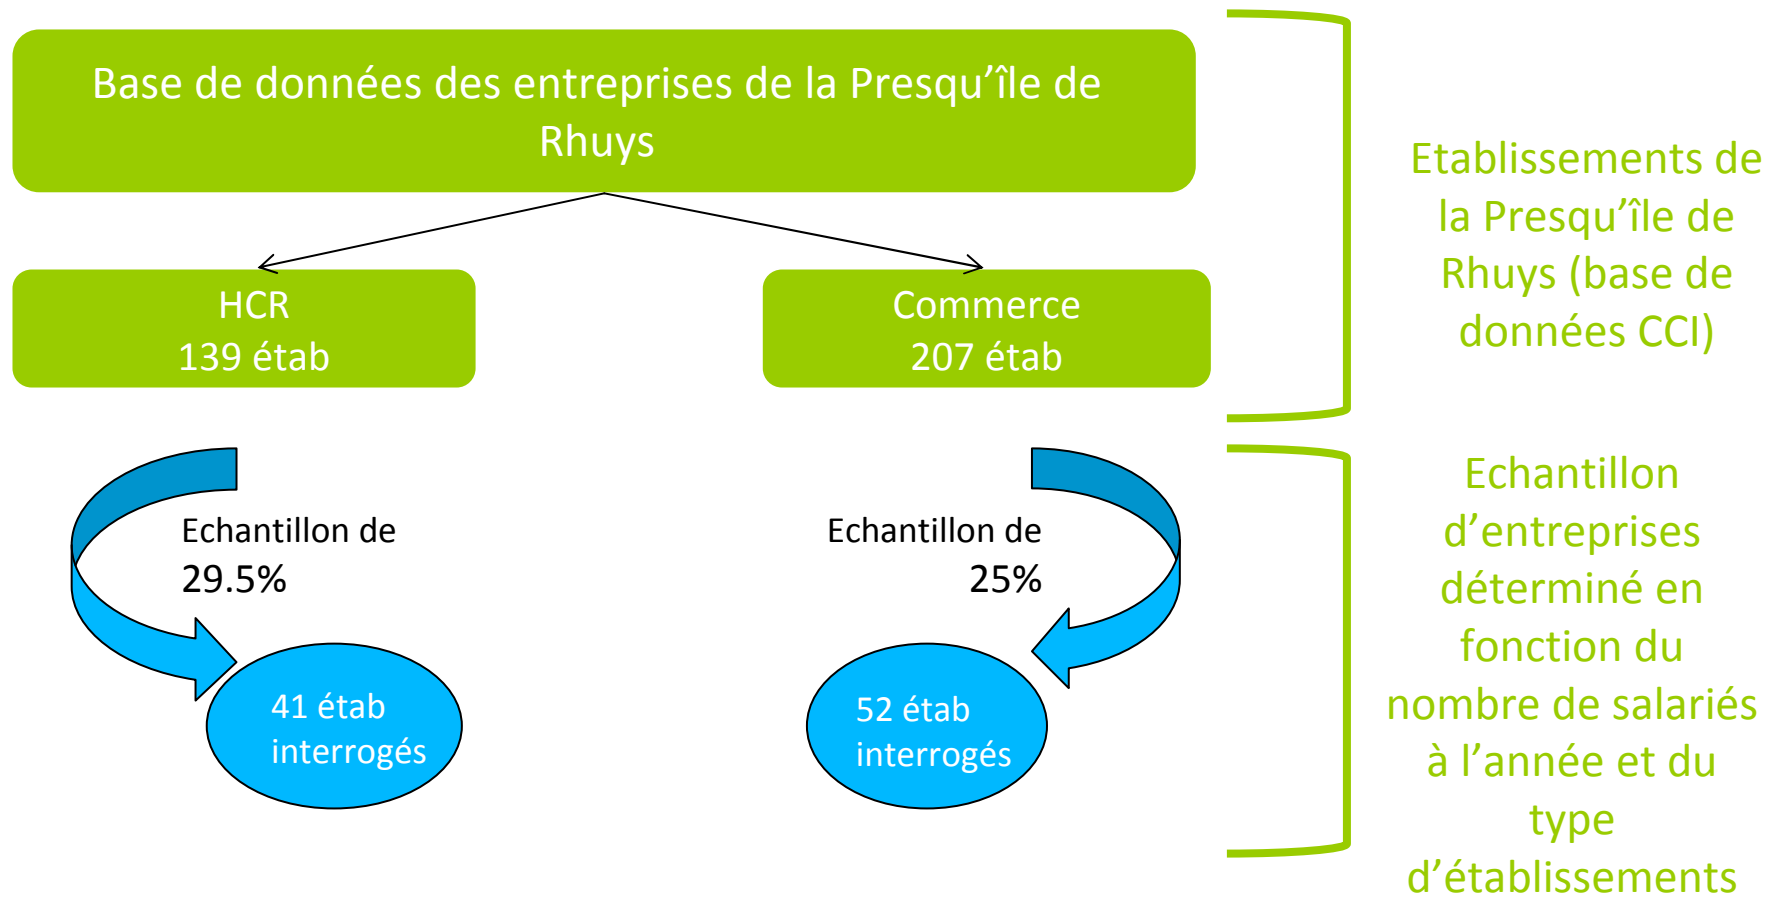 Base de données des entreprises de la Presqu’île de
Rhuys
HCR
139 étab
Commerce
207 étab
Etablissements de
la Presqu’île de
Rhuys (base de
données CCI)
Echantillon de
29.5%
Echantillon de
25%
41 étab
interrogés
52 étab
interrogés
Echantillon
d’entreprises
déterminé en
fonction du
nombre de salariés
à l’année et du
type
d’établissements